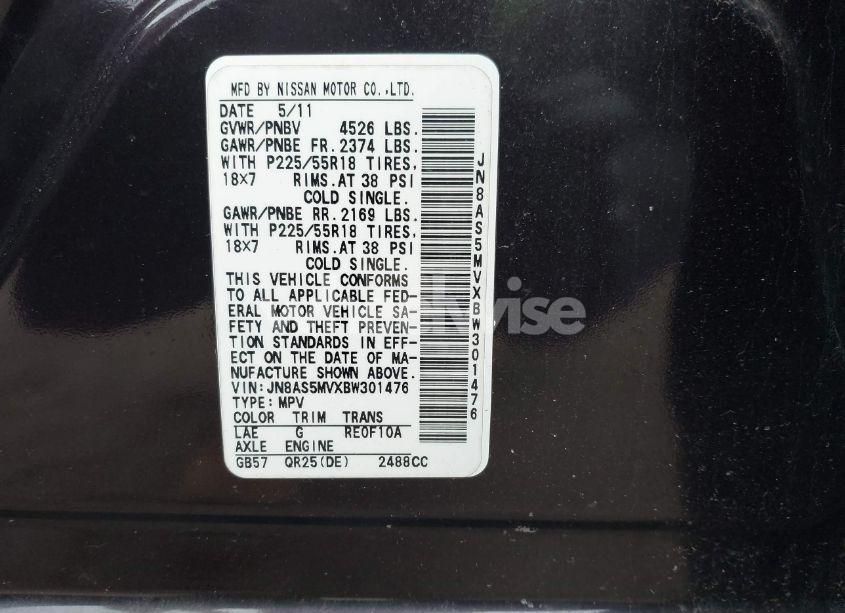 MFD BY NISSAN MOTOR CO.,LTD.
DATE 5/11
GVWR/PNBV 4526 LBS.
GAWR/PNBE FR. 2374 LBS.
WITH P225/55R18 TIRES,
18X7 RIMS.AT 38 PSI
COLD SINGLE.
GAWR/PNBE RR. 2169 LBS.
WITH P225/55R18 TIRES,
18X7 RIMS.AT 38 PSI
COLD SINGLE.
THIS VEHICLE CONFORMS
TO ALL APPLICABLE FED-
ERAL MOTOR VEHICLE SA-
FETY AND THEFT PREVEN-
TION STANDARDS IN EFF-
ECT ON THE DATE OF MA-
NUFACTURE SHOWN ABOVE.
VIN:JN8AS5MVXBW301476
TYPE:MPV
COLOR TRIM TRANS
LAE G RE0F10A
AXLE ENGINE
GB57 QR25(DE) 2488CC
JN8AS5MVXBW301476